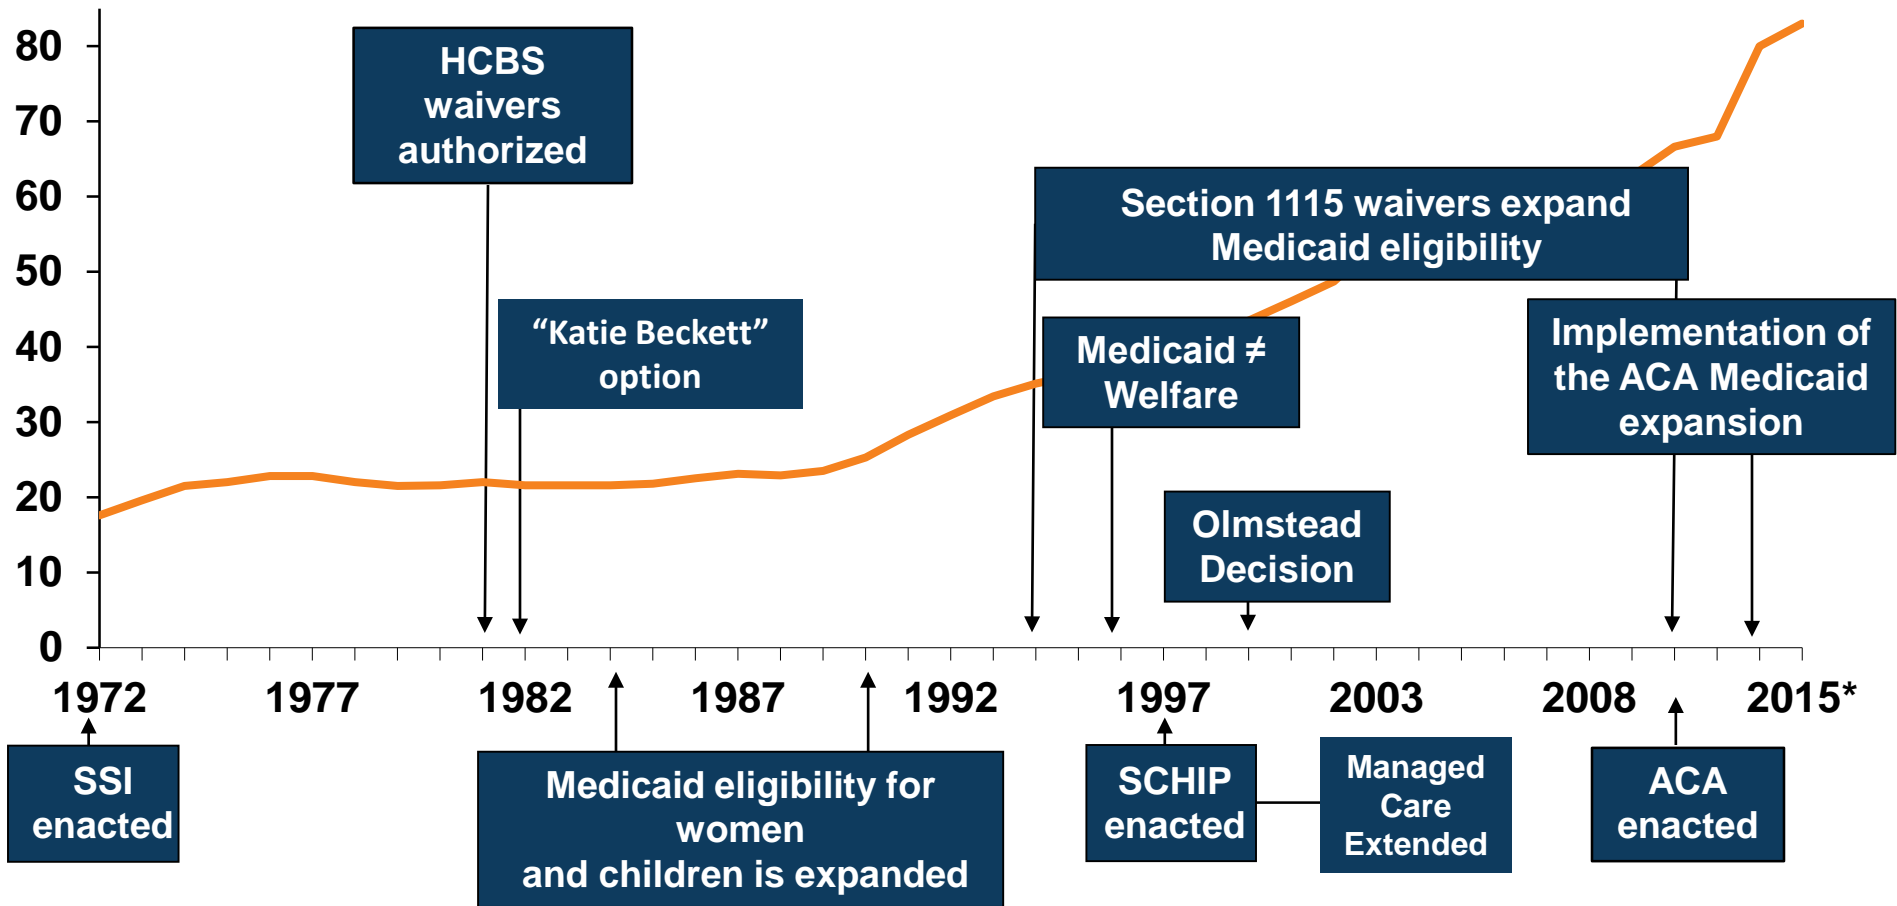 80
70
60
50
40
30
20
10
0
HCBS
waivers
authorized
“Katie Beckett”
option
Section 1115 waivers expand
Medicaid eligibility
Medicaid ≠
Welfare
Implementation of
the ACA Medicaid
expansion
Olmstead
Decision
1972 1977 1982 1987 1992 1997 2003 2008 2015*
SSI
enacted
Medicaid eligibility for
women
and children is expanded
SCHIP
enacted
Managed
Care
Extended
ACA
enacted